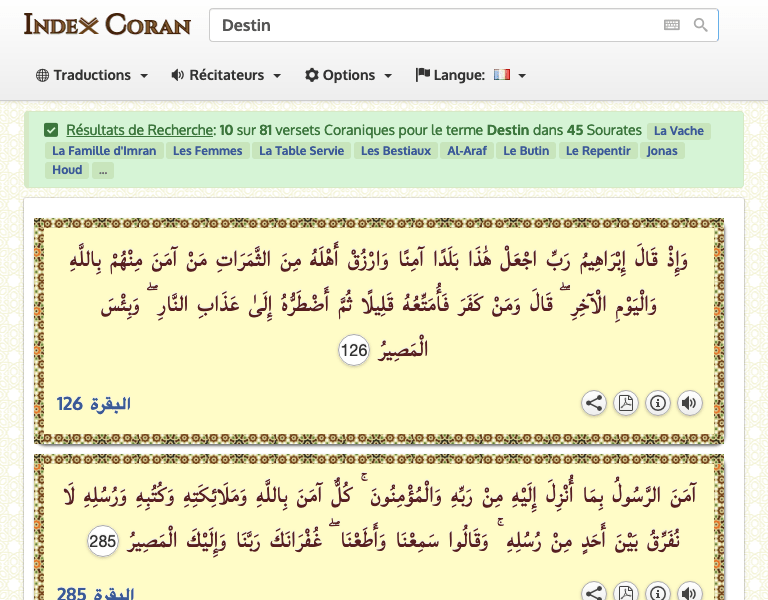 INDEX CORAN
Destin
Traductions Récitateurs Options Langue:
Résultats de Recherche: 10 sur 81 versets Coraniques pour le terme Destin dans 45 Sourates La Vache
La Famille d'Imran Les Femmes La Table Servie Les Bestiaux Al-Araf Le Butin Le Repentir Jonas
Houd ...
وَإِذْ قَالَ إِبْرَاهِيمُ رَبِّ اجْعَلْ هَٰذَا بَلَدًا آمِنًا وَارْزُقْ أَهْلَهُ مِنَ الثَّمَرَاتِ مَنْ آمَنَ مِنْهُمْ بِاللَّهِ
وَالْيَوْمِ الْآخِرِ ۖ قَالَ وَمَنْ كَفَرَ فَأُمَتِّعُهُ قَلِيلًا ثُمَّ أَضْطَرُّهُ إِلَىٰ عَذَابِ النَّارِ ۖ وَبِئْسَ
الْمَصِيرُ 126
البقرة 126
آمَنَ الرَّسُولُ بِمَا أُنْزِلَ إِلَيْهِ مِنْ رَبِّهِ وَالْمُؤْمِنُونَ ۚ كُلٌّ آمَنَ بِاللَّهِ وَمَلَائِكَتِهِ وَكُتُبِهِ وَرُسُلِهِ لَا
نُفَرِّقُ بَيْنَ أَحَدٍ مِنْ رُسُلِهِ ۚ وَقَالُوا سَمِعْنَا وَأَطَعْنَا ۖ غُفْرَانَكَ رَبَّنَا وَإِلَيْكَ الْمَصِيرُ 285
البقرة 285